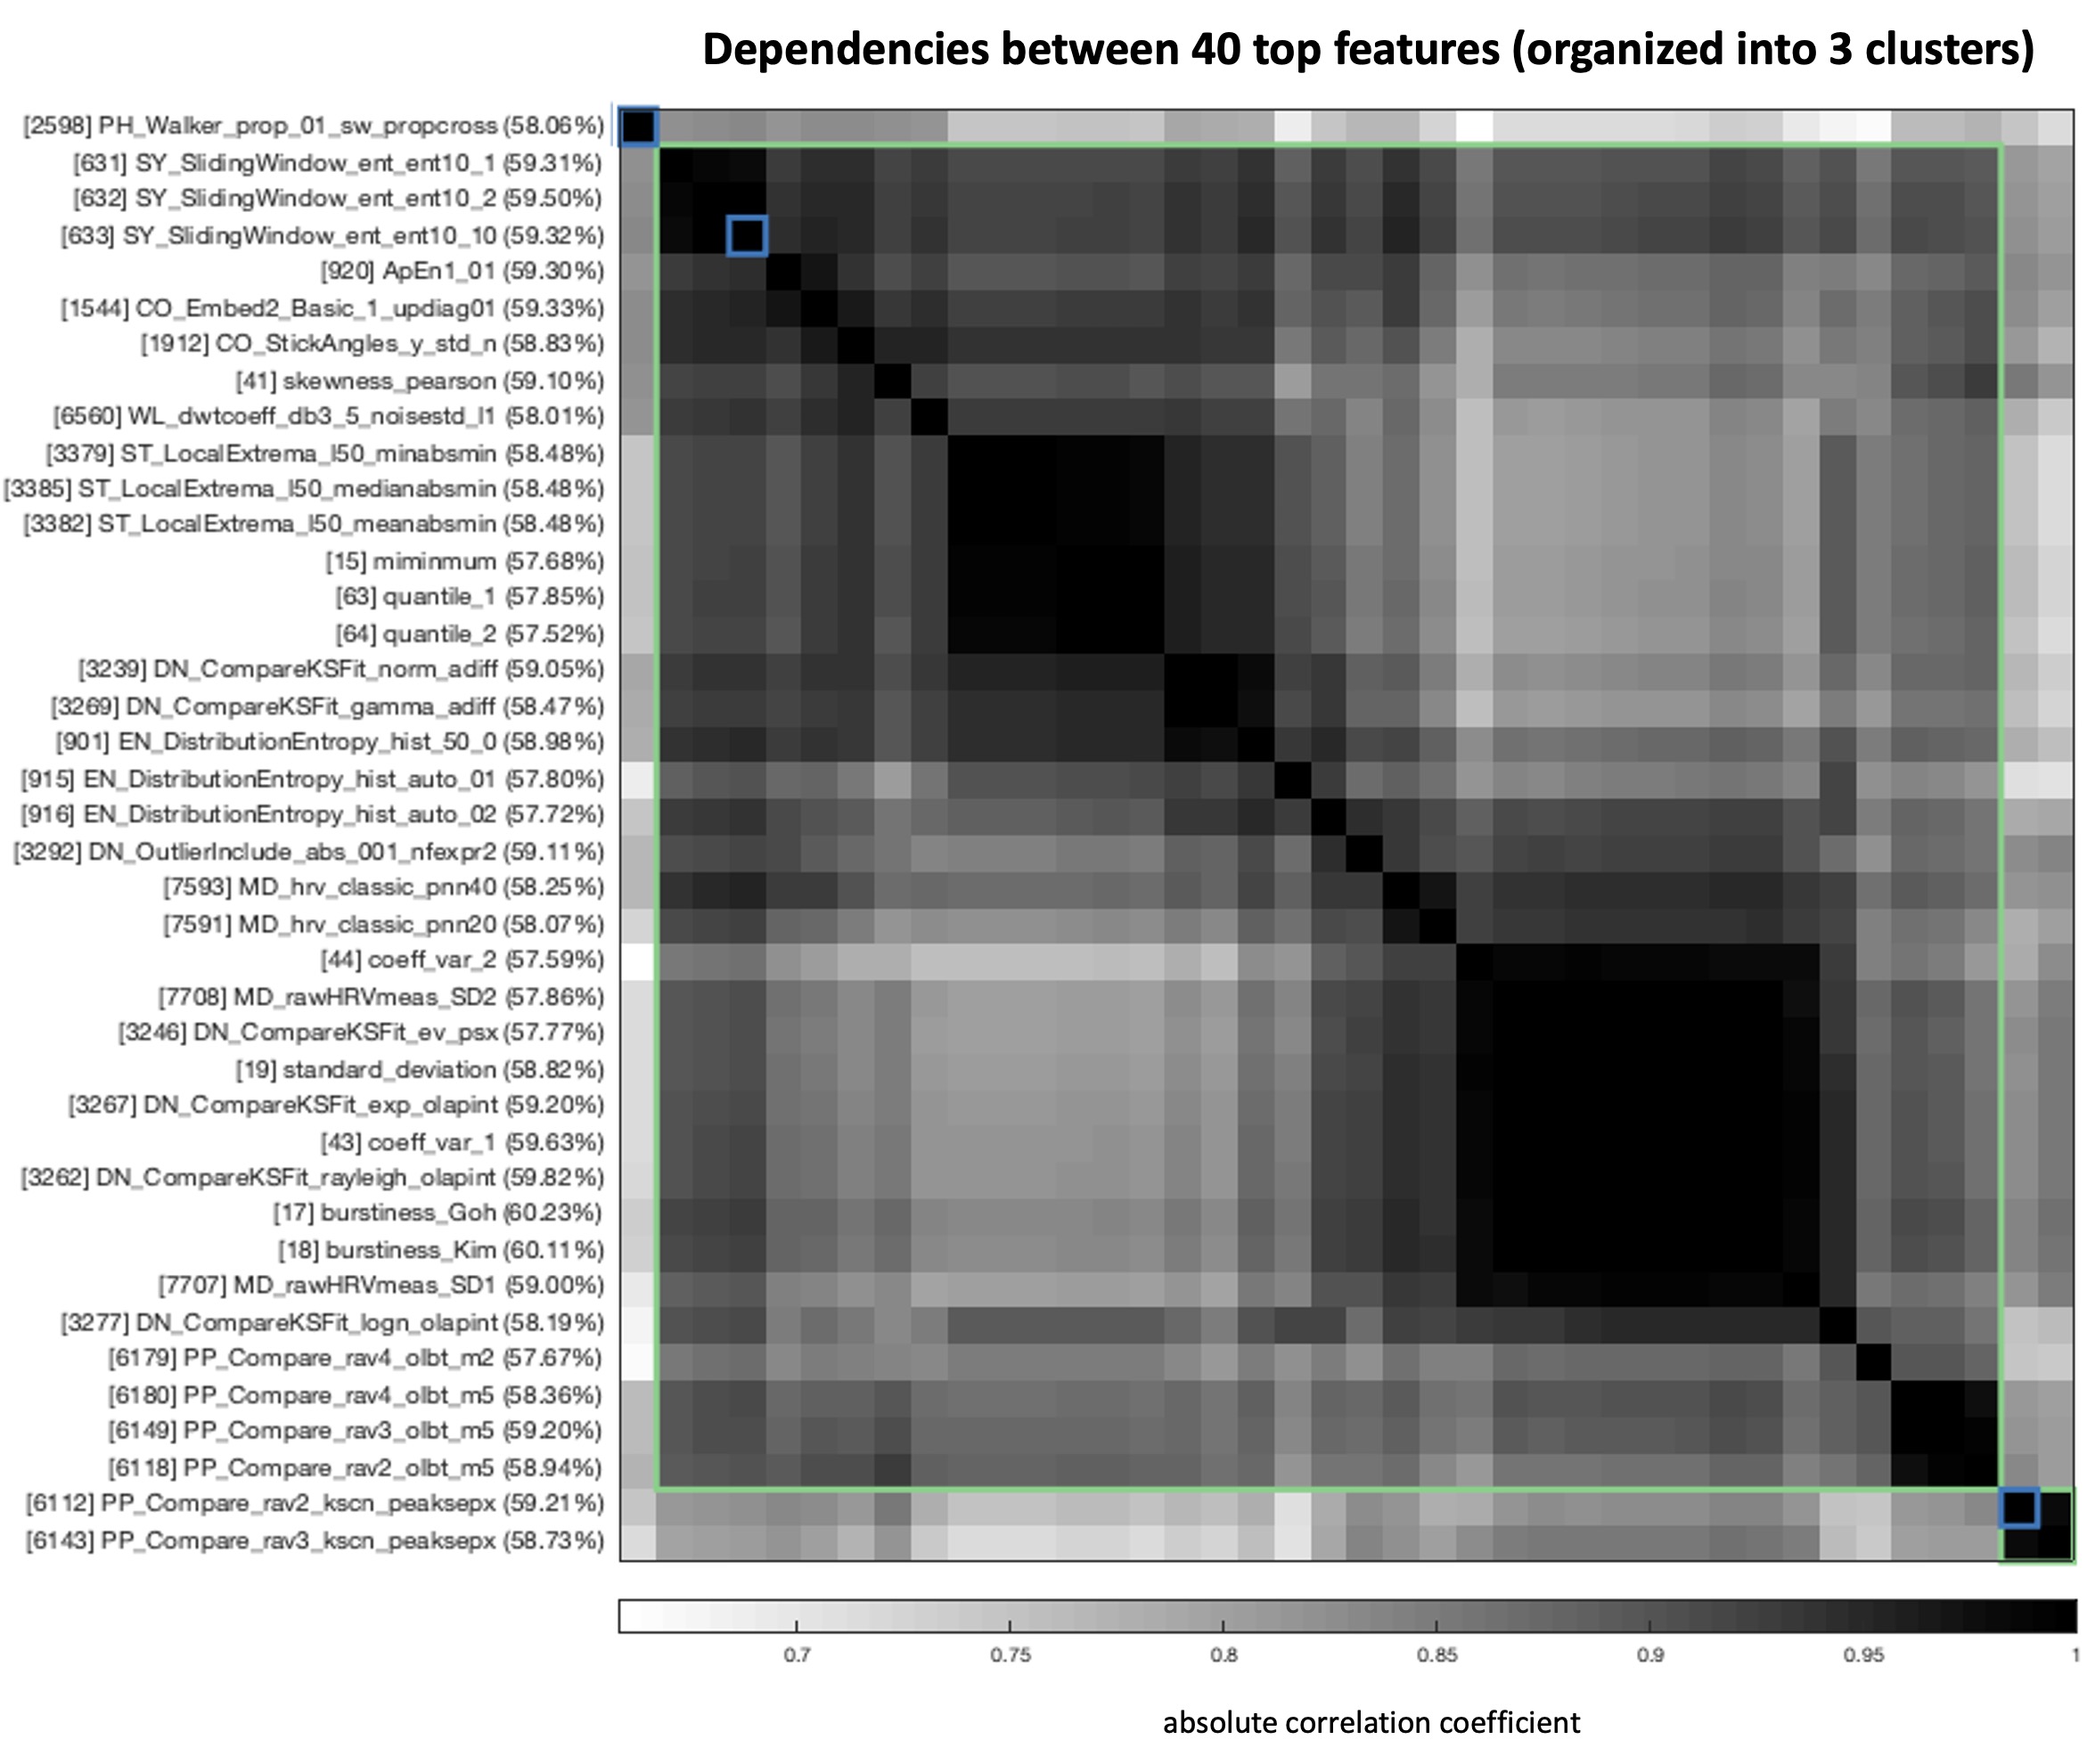 Dependencies between 40 top features (organized into 3 clusters)
[2598] PH_Walker_prop_01_sw_propcross (58.06%)
[631] SY_SlidingWindow_ent_ent10_1 (59.31%)
[632] SY_SlidingWindow_ent_ent10_2 (59.50%)
[633] SY_SlidingWindow_ent_ent10_10 (59.32%)
[920] ApEn1_01 (59.30%)
[1544] CO_Embed2_Basic_1_updiag01 (59.33%)
[1912] CO_StickAngles_y_std_n (58.83%)
[41] skewness_pearson (59.10%)
[6560] WL_dwtcoeff_db3_5_noisestd_l1 (58.01%)
[3379] ST_LocalExtrema_l50_minabsmin (58.48%)
[3385] ST_LocalExtrema_l50_medianabsmin (58.48%)
[3382] ST_LocalExtrema_l50_meanabsmin (58.48%)
[15] miminmum (57.68%)
[63] quantile_1 (57.85%)
[64] quantile_2 (57.52%)
[3239] DN_CompareKSFit_norm_adiff (59.05%)
[3269] DN_CompareKSFit_gamma_adiff (58.47%)
[901] EN_DistributionEntropy_hist_50_0 (58.98%)
[915] EN_DistributionEntropy_hist_auto_01 (57.80%)
[916] EN_DistributionEntropy_hist_auto_02 (57.72%)
[3292] DN_OutlierInclude_abs_001_nfexpr2 (59.11%)
[7593] MD_hrv_classic_pnn40 (58.25%)
[7591] MD_hrv_classic_pnn20 (58.07%)
[44] coeff_var_2 (57.59%)
[7708] MD_rawHRVmeas_SD2 (57.86%)
[3246] DN_CompareKSFit_ev_psx (57.77%)
[19] standard_deviation (58.82%)
[3267] DN_CompareKSFit_exp_olapint (59.20%)
[43] coeff_var_1 (59.63%)
[3262] DN_CompareKSFit_rayleigh_olapint (59.82%)
[17] burstiness_Goh (60.23%)
[18] burstiness_Kim (60.11%)
[7707] MD_rawHRVmeas_SD1 (59.00%)
[3277] DN_CompareKSFit_logn_olapint (58.19%)
[6179] PP_Compare_rav4_olbt_m2 (57.67%)
[6180] PP_Compare_rav4_olbt_m5 (58.36%)
[6149] PP_Compare_rav3_olbt_m5 (59.20%)
[6118] PP_Compare_rav2_olbt_m5 (58.94%)
[6112] PP_Compare_rav2_kscn_peaksepx (59.21%)
[6143] PP_Compare_rav3_kscn_peaksepx (58.73%)
0.7 0.75 0.8 0.85 0.9 0.95 1
absolute correlation coefficient